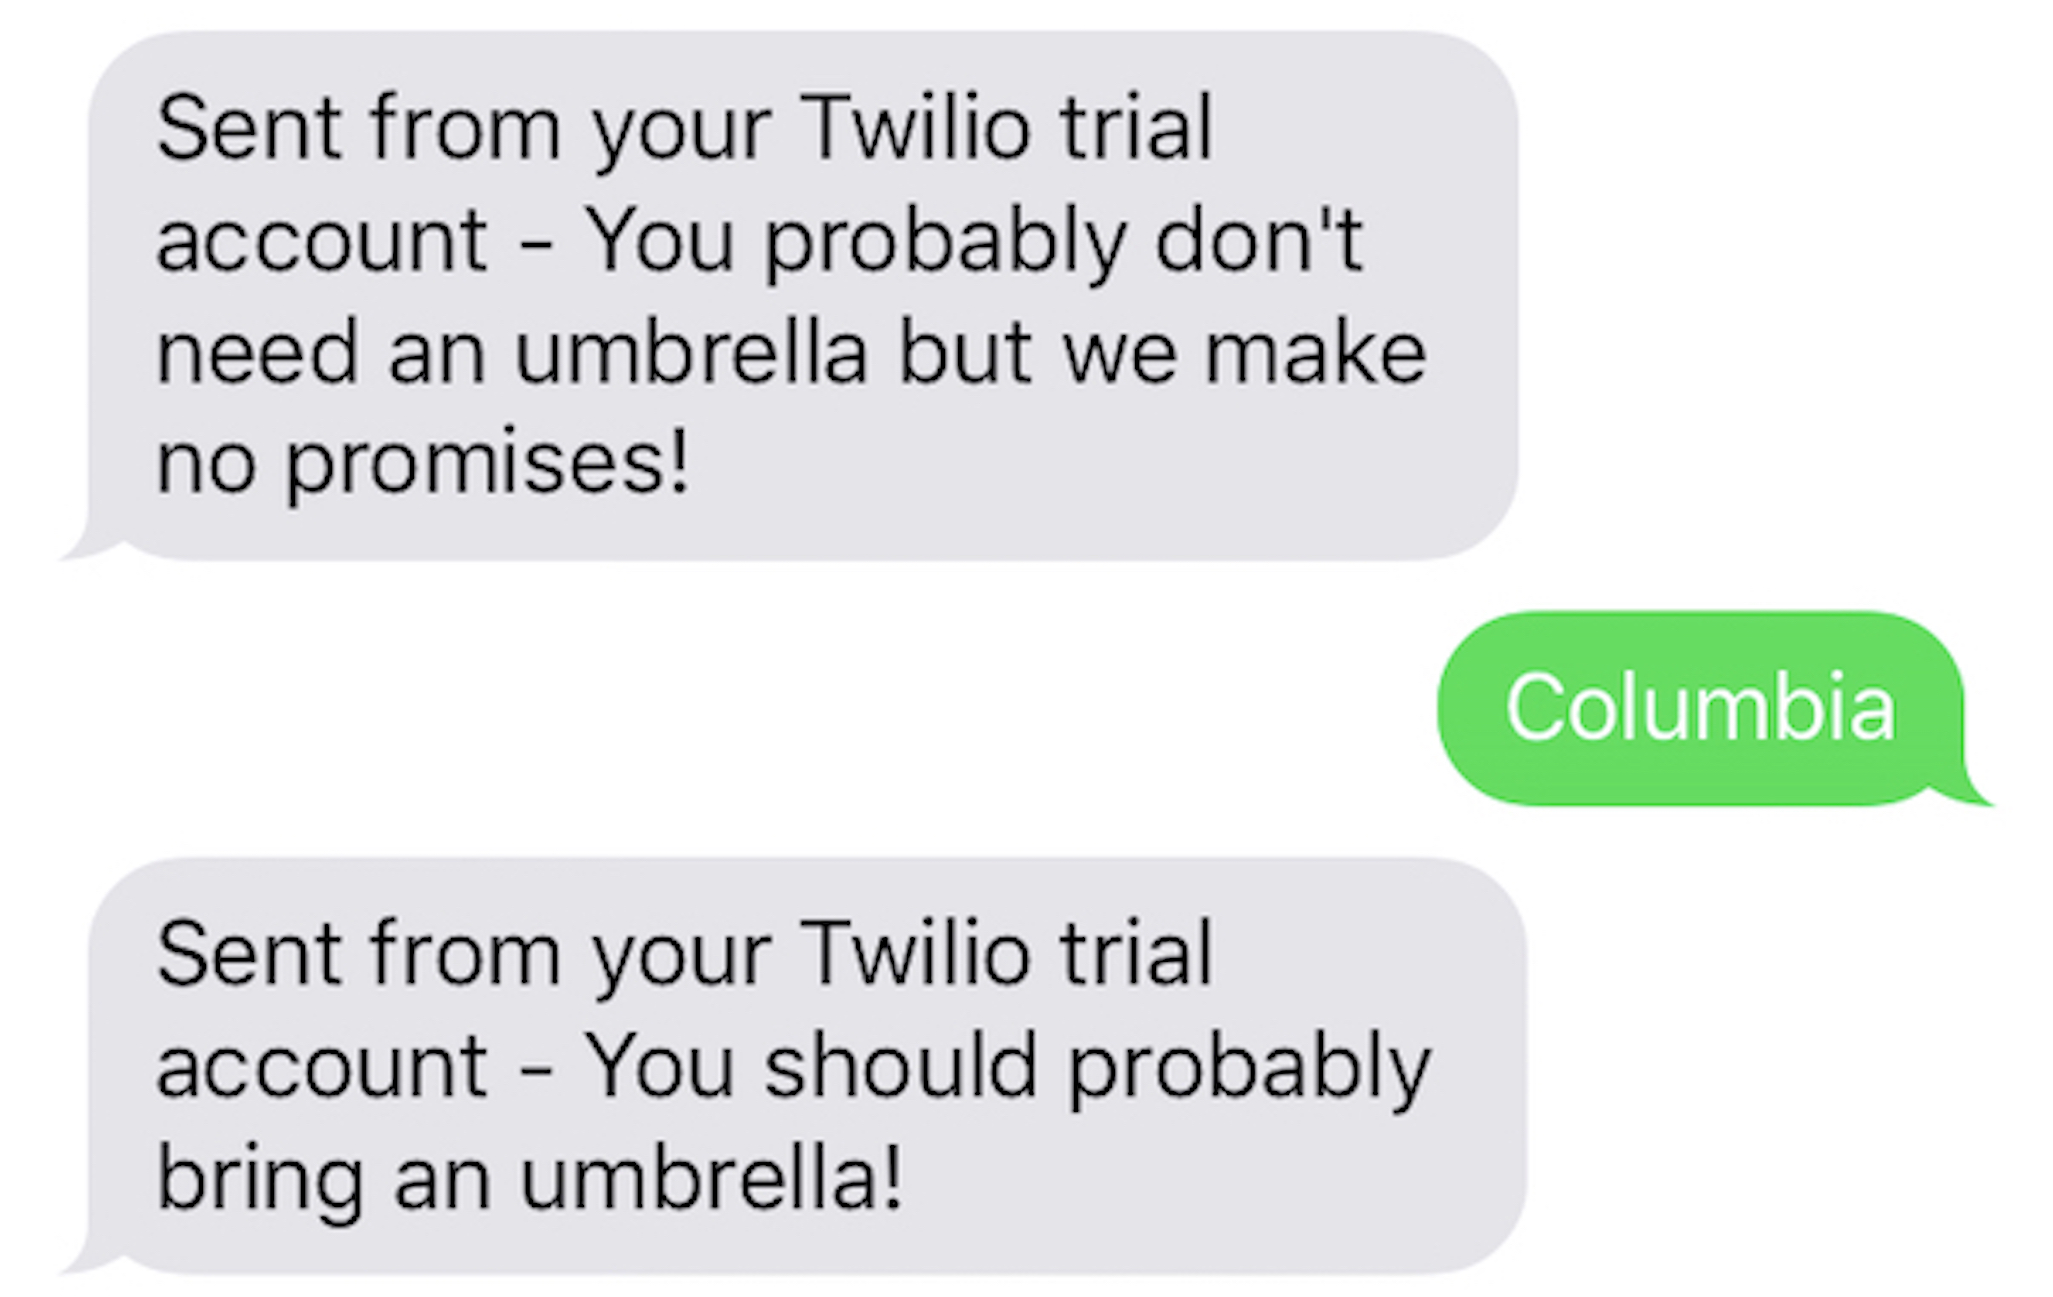 Sent from your Twilio trial
account - You probably don't
need an umbrella but we make
no promises!
Columbia
Sent from your Twilio trial
account - You should probably
bring an umbrella!